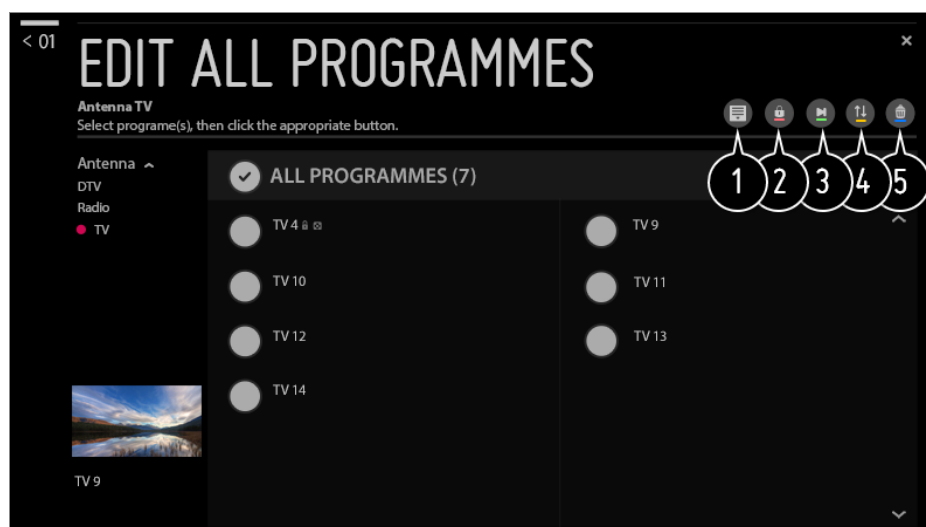 < 01
EDIT ALL PROGRAMMES
×
Antenna TV
Select programe(s), then click the appropriate button.
1 2 3 4 5
Antenna
DTV
Radio
TV
ALL PROGRAMMES (7)
TV 4
TV 9
TV 10
TV 11
TV 12
TV 13
TV 14
TV 9